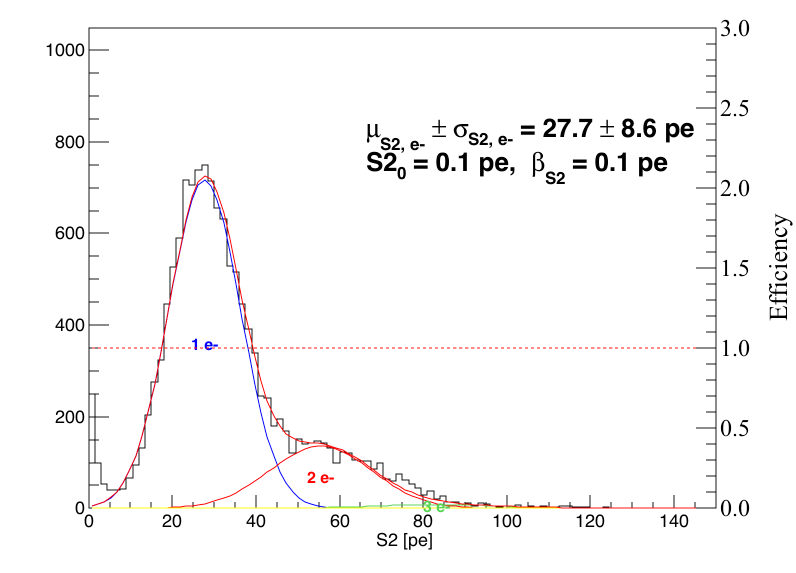 1000
800
600
400
200
0
0 20 40 60 80 100 120 140
S2 [pe]
3.0
2.5
2.0
1.5
1.0
0.5
0.0
Efficiency
μS2, e- ± σS2, e- = 27.7 ± 8.6 pe
S20 = 0.1 pe, βS2 = 0.1 pe
1 e-
2 e-
3 e-